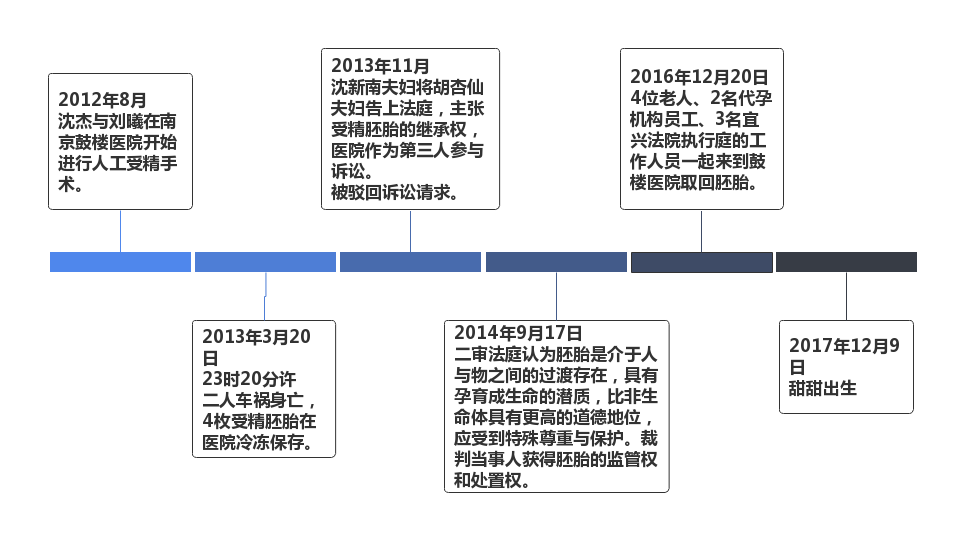 2012年8月
沈杰与刘曦在南
京鼓楼医院开始
进行人工受精手
术。
2013年3月20
日
23时20分许
二人车祸身亡，
4枚受精胚胎在
医院冷冻保存。
2013年11月
沈新南夫妇将胡杏仙
夫妇告上法庭，主张
受精胚胎的继承权，
医院作为第三人参与
诉讼。
被驳回诉讼请求。
2014年9月17日
二审法庭认为胚胎是介于人
与物之间的过渡存在，具有
孕育成生命的潜质，比非生
命体具有更高的道德地位，
应受到特殊尊重与保护。裁
判当事人获得胚胎的监管权
和处置权。
2016年12月20日
4位老人、2名代孕
机构员工、3名宜
兴法院执行庭的工
作人员一起来到鼓
楼医院取回胚胎。
2017年12月9
日
甜甜出生